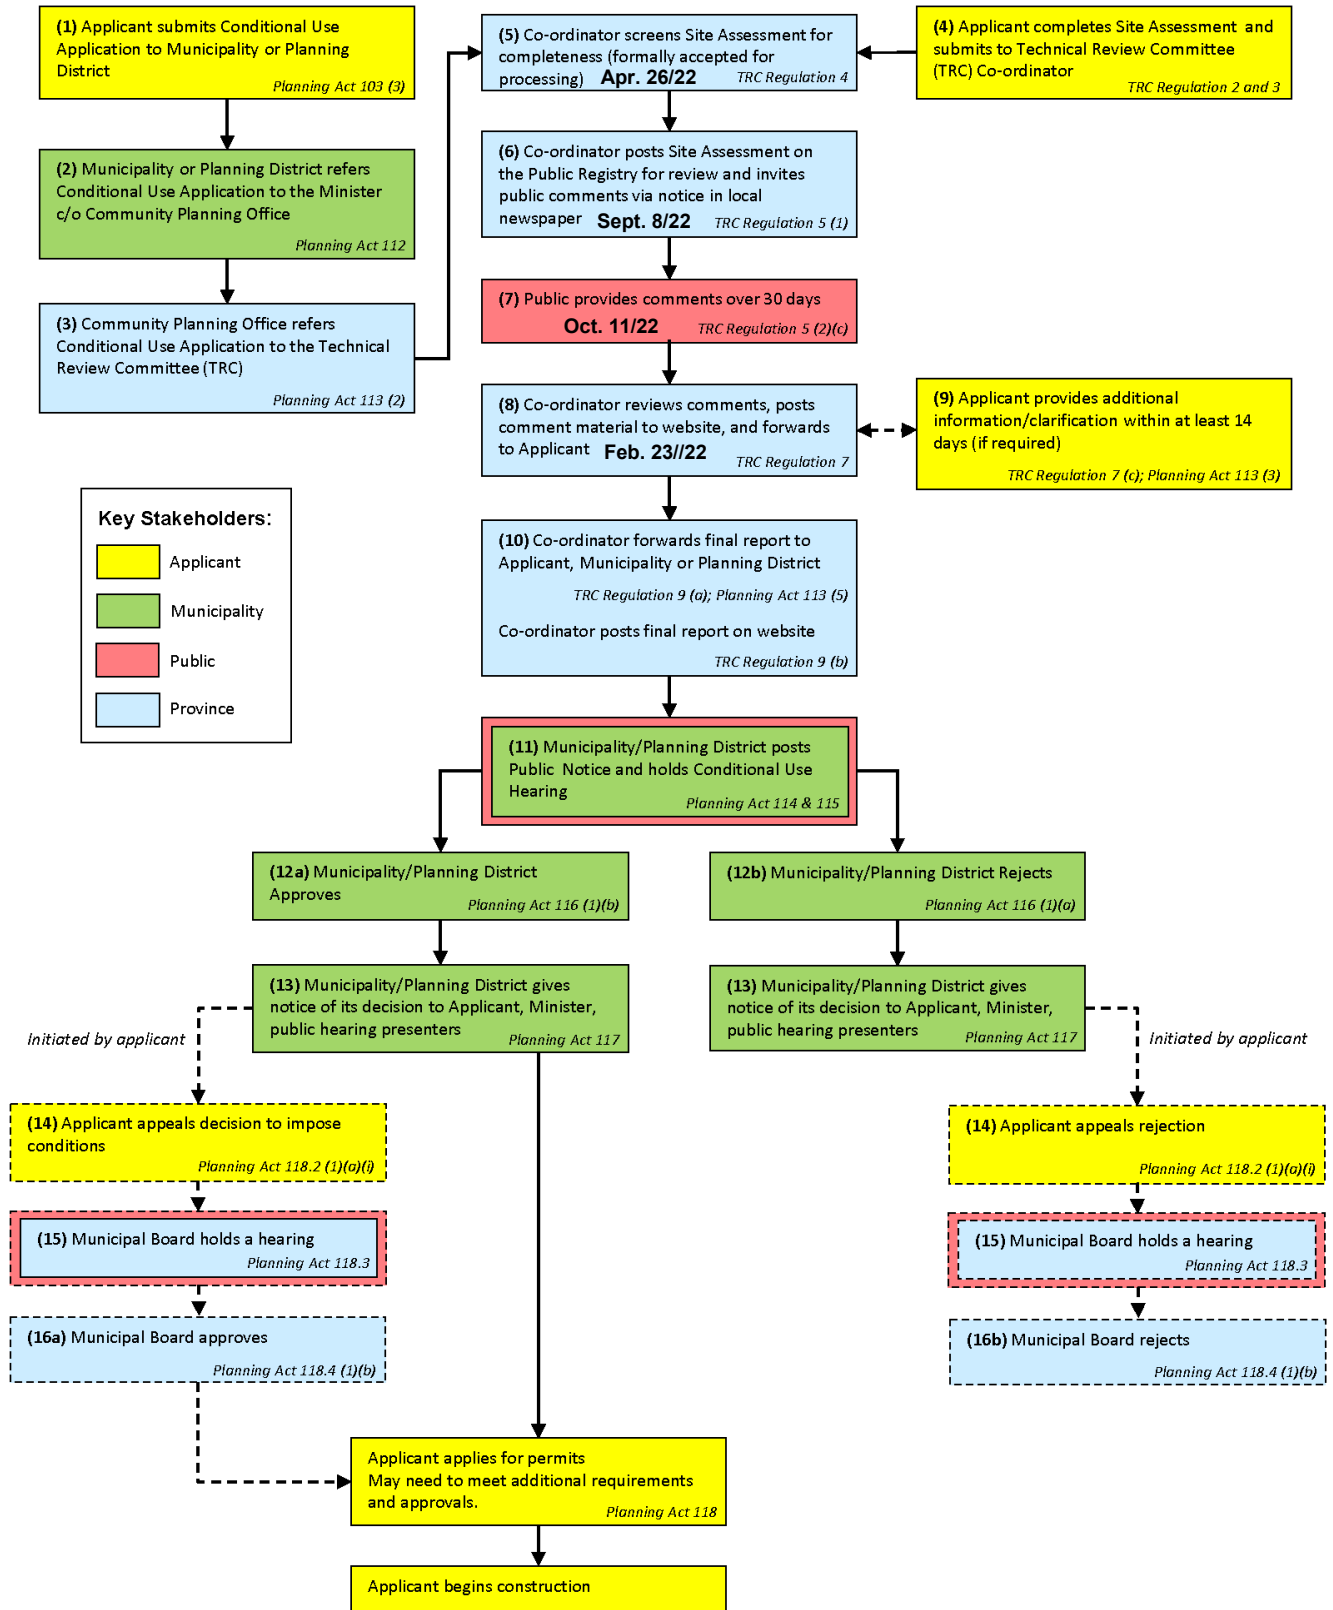 (1) Applicant submits Conditional Use
Application to Municipality or Planning
District
Planning Act 103 (3)
(2) Municipality or Planning District refers
Conditional Use Application to the Minister
c/o Community Planning Office
Planning Act 112
(3) Community Planning Office refers
Conditional Use Application to the Technical
Review Committee (TRC)
Planning Act 113 (2)
(4) Applicant completes Site Assessment and
submits to Technical Review Committee
(TRC) Co-ordinator
TRC Regulation 2 and 3
(5) Co-ordinator screens Site Assessment for
completeness (formally accepted for
processing) Apr. 26/22 TRC Regulation 4
(6) Co-ordinator posts Site Assessment on
the Public Registry for review and invites
public comments via notice in local
newspaper Sept. 8/22 TRC Regulation 5 (1)
(7) Public provides comments over 30 days
Oct. 11/22 TRC Regulation 5 (2)(c)
(8) Co-ordinator reviews comments, posts
comment material to website, and forwards
to Applicant Feb. 23//22 TRC Regulation 7
(9) Applicant provides additional
information/clarification within at least 14
days (if required)
TRC Regulation 7 (c); Planning Act 113 (3)
Key Stakeholders:
Applicant
Municipality
Public
Province
(10) Co-ordinator forwards final report to
Applicant, Municipality or Planning District
TRC Regulation 9 (a); Planning Act 113 (5)
Co-ordinator posts final report on website
TRC Regulation 9 (b)
(11) Municipality/Planning District posts
Public Notice and holds Conditional Use
Hearing
Planning Act 114 & 115
(12a) Municipality/Planning District
Approves
Planning Act 116 (1)(b)
(12b) Municipality/Planning District Rejects
Planning Act 116 (1)(a)
(13) Municipality/Planning District gives
notice of its decision to Applicant, Minister,
public hearing presenters
Planning Act 117
(13) Municipality/Planning District gives
notice of its decision to Applicant, Minister,
public hearing presenters
Planning Act 117
Initiated by applicant
Initiated by applicant
(14) Applicant appeals decision to impose
conditions
Planning Act 118.2 (1)(a)(i)
(14) Applicant appeals rejection
Planning Act 118.2 (1)(a)(i)
(15) Municipal Board holds a hearing
Planning Act 118.3
(15) Municipal Board holds a hearing
Planning Act 118.3
(16a) Municipal Board approves
Planning Act 118.4 (1)(b)
(16b) Municipal Board rejects
Planning Act 118.4 (1)(b)
Applicant applies for permits
May need to meet additional requirements
and approvals.
Planning Act 118
Applicant begins construction